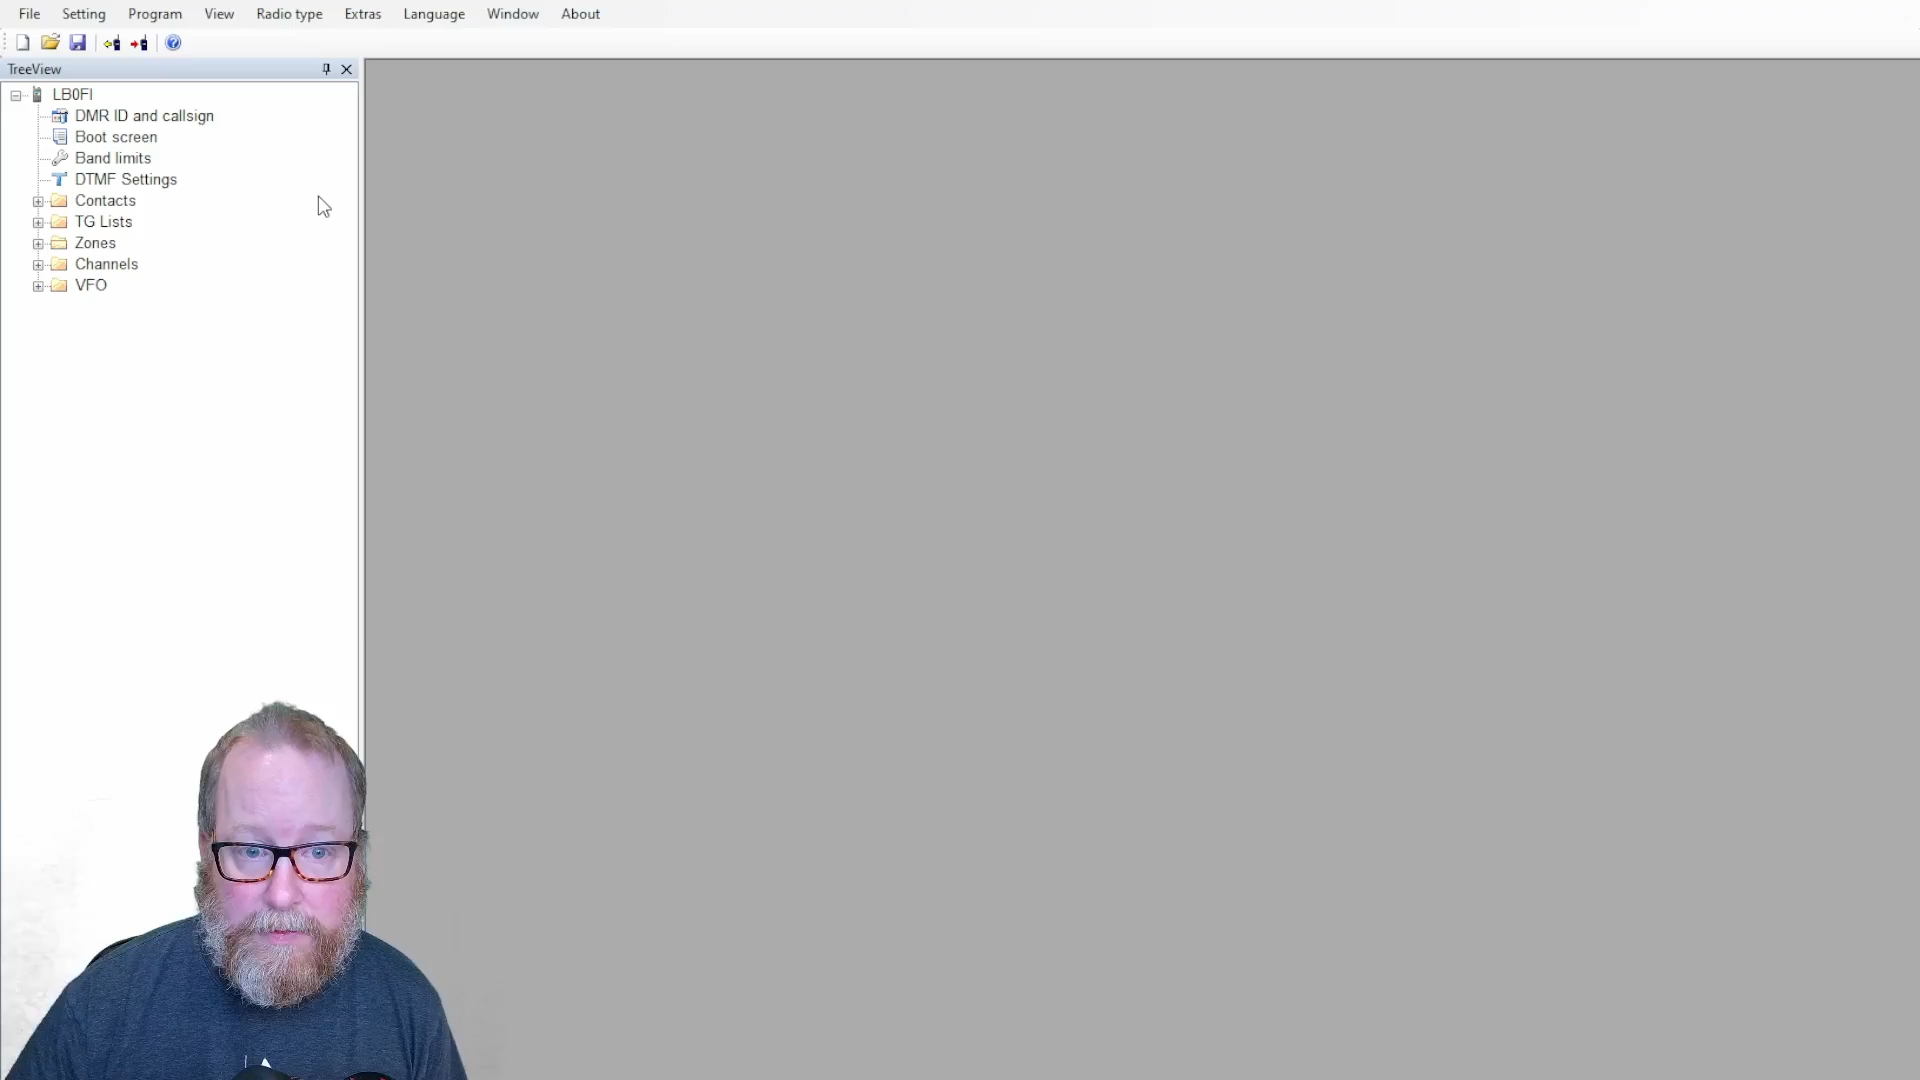 File Setting Program View Radio type Extras Language Window About
TreeView
LB0FI
DMR ID and callsign
Boot screen
Band limits
DTMF Settings
Contacts
TG Lists
Zones
Channels
VFO